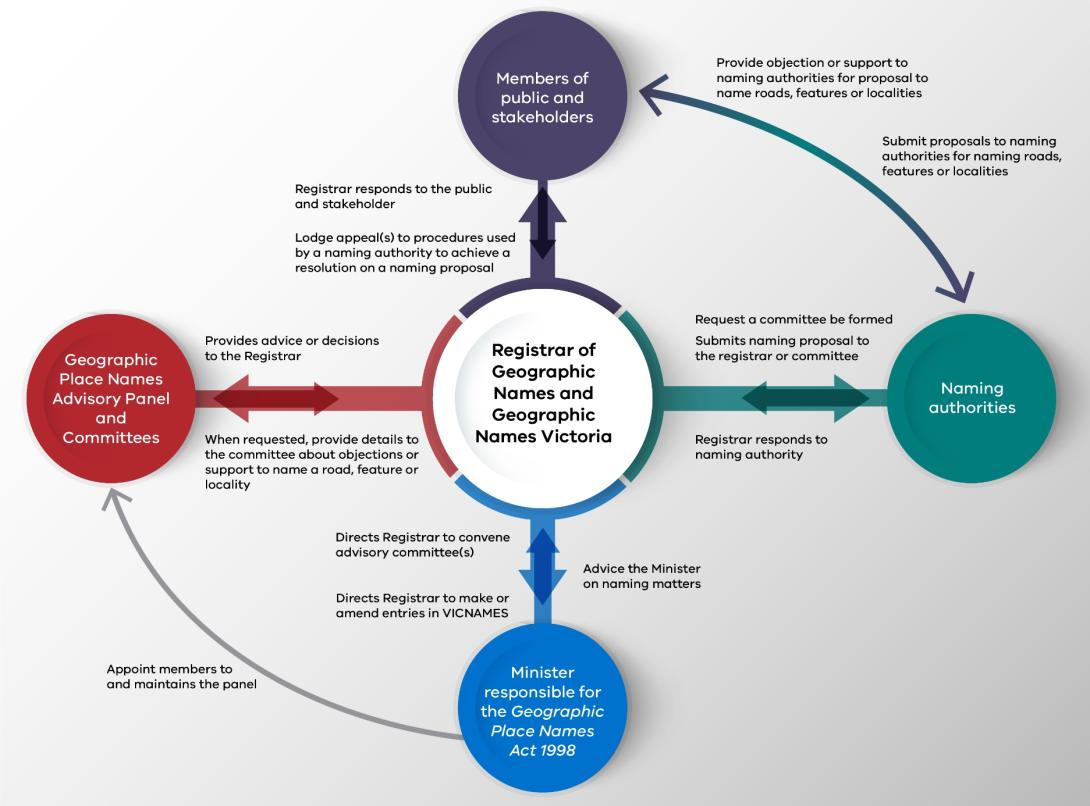 Members of
public and
stakeholders
Provide objection or support to
naming authorities for proposal to
name roads, features or localities
Submit proposals to naming
authorities for naming roads,
features or localities
Registrar responds to the public
and stakeholder
Lodge appeal(s) to procedures used
by a naming authority to achieve a
resolution on a naming proposal
Geographic
Place Names
Advisory Panel
and
Committees
Provides advice or decisions
to the Registrar
When requested, provide details to
the committee about objections or
support to name a road, feature or
locality
Registrar of
Geographic
Names and
Geographic
Names Victoria
Request a committee be formed
Submits naming proposal to
the registrar or committee
Registrar responds to
naming authority
Naming
authorities
Directs Registrar to convene
advisory committee(s)
Directs Registrar to make or
amend entries in VICNAMES
Advice the Minister
on naming matters
Appoint members to
and maintains the panel
Minister
responsible for
the Geographic
Place Names
Act 1998